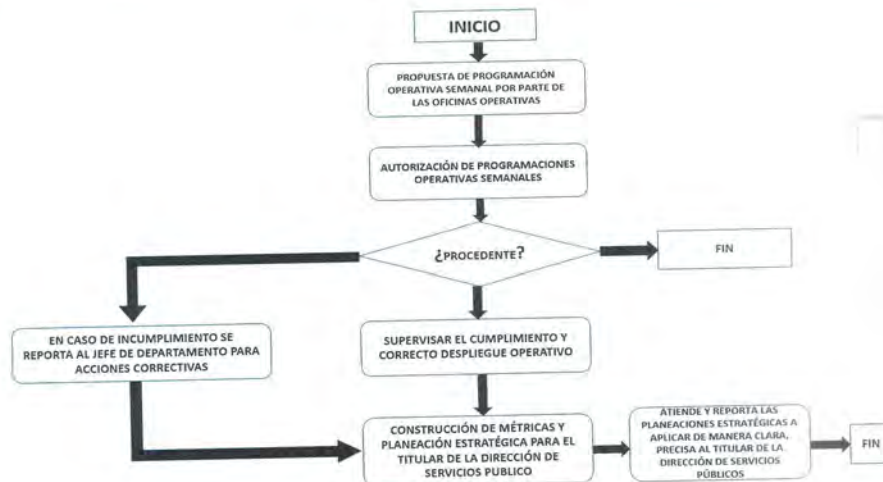 INICIO
PROPUESTA DE PROGRAMACIÓN
OPERATIVA SEMANAL POR PARTE DE
LAS OFICINAS OPERATIVAS
AUTORIZACIÓN DE PROGRAMACIONES
OPERATIVAS SEMANALES
¿PROCEDENTE?
FIN
EN CASO DE INCUMPLIMIENTO SE
REPORTA AL JEFE DE DEPARTAMENTO PARA
ACCIONES CORRECTIVAS
SUPERVISAR EL CUMPLIMIENTO Y
CORRECTO DESPLIEGUE OPERATIVO
CONSTRUCCIÓN DE MÉTRICAS Y
PLANEACIÓN ESTRATÉGICA PARA EL
TITULAR DE LA DIRECCIÓN DE
SERVICIOS PUBLICO
ATIENDE Y REPORTA LAS
PLANEACIONES ESTRATÉGICAS A
APLICAR DE MANERA CLARA,
PRECISA AL TITULAR DE LA
DIRECCIÓN DE SERVICIOS
PÚBLICOS
FIN